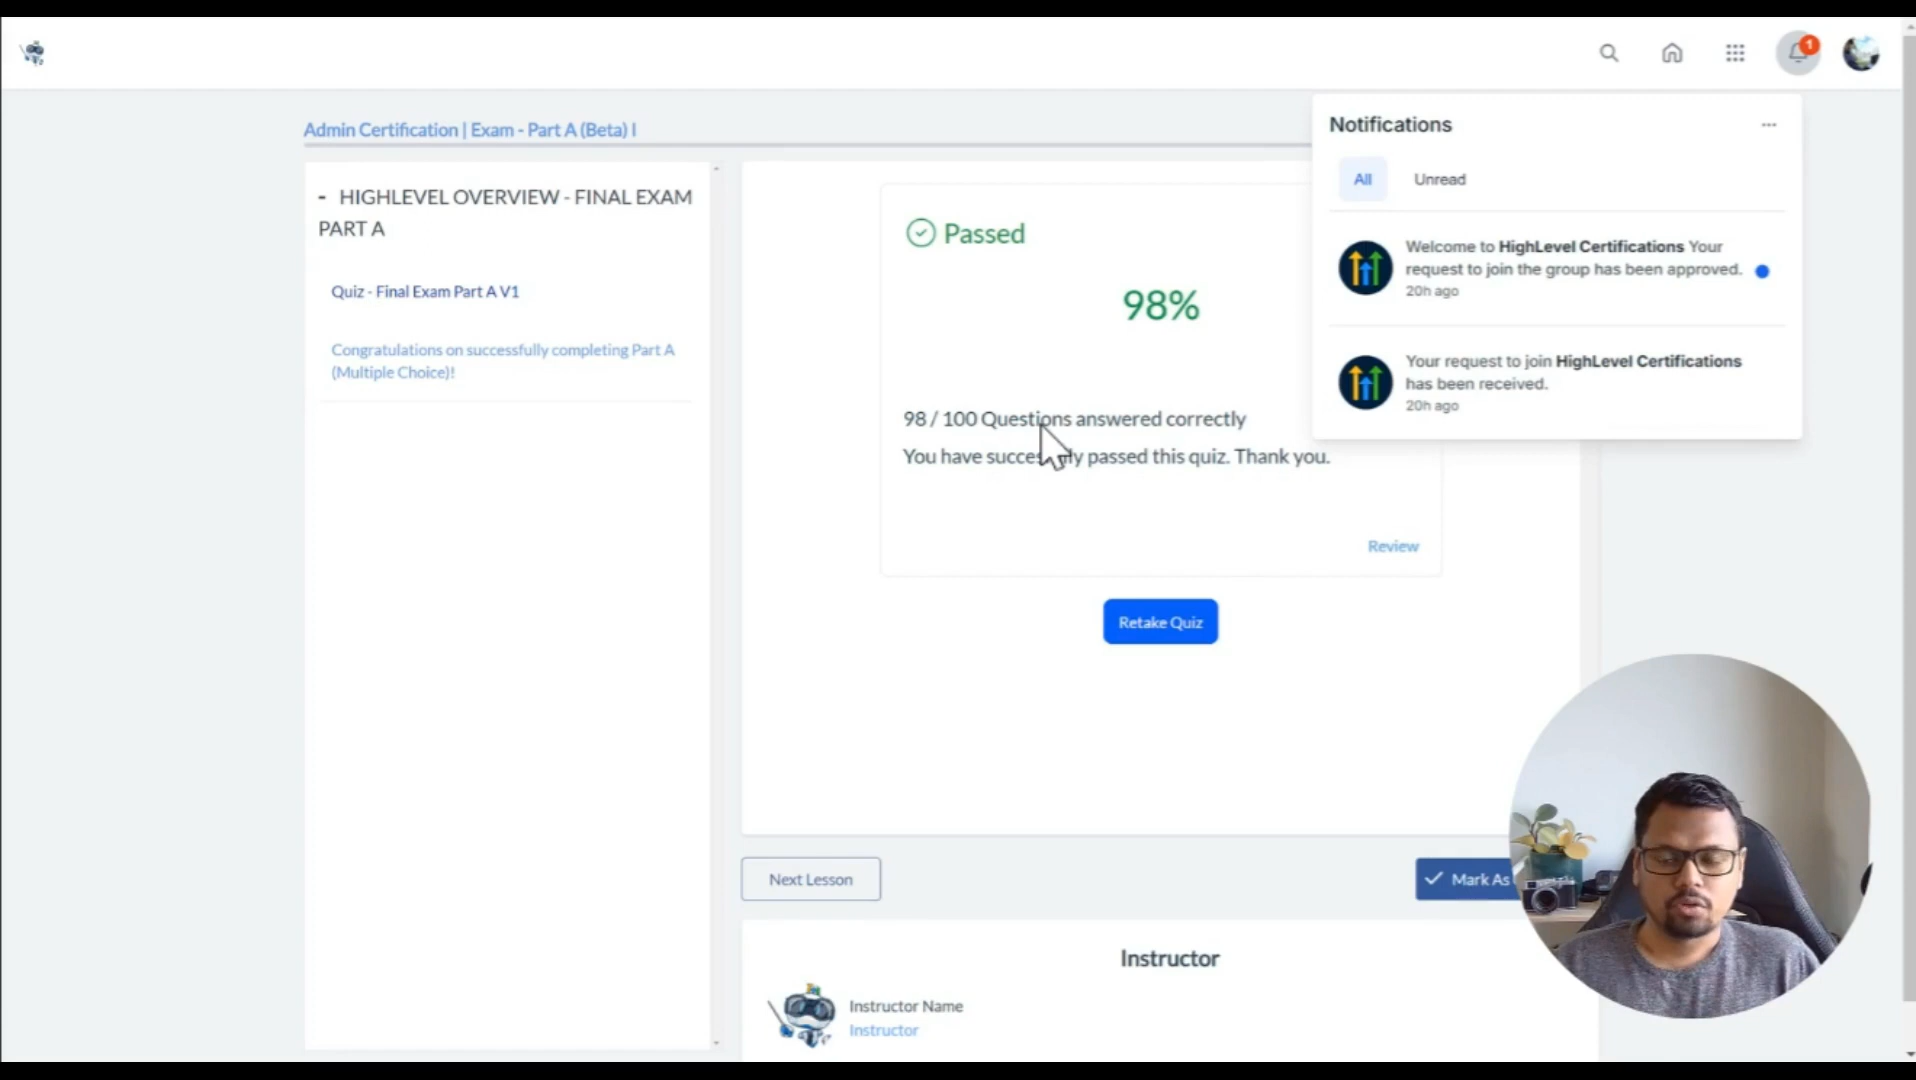 1
Admin Certification | Exam - Part A (Beta) I
- HIGHLEVEL OVERVIEW - FINAL EXAM
PART A
Quiz - Final Exam Part A V1
Congratulations on successfully completing Part A
(Multiple Choice)!
Passed
98%
98 / 100 Questions answered correctly
You have successfully passed this quiz. Thank you.
Review
Retake Quiz
Notifications
All
Unread
Welcome to HighLevel Certifications Your
request to join the group has been approved.
20h ago
Your request to join HighLevel Certifications
has been received.
20h ago
Next Lesson
Mark As
Instructor
Instructor Name
Instructor